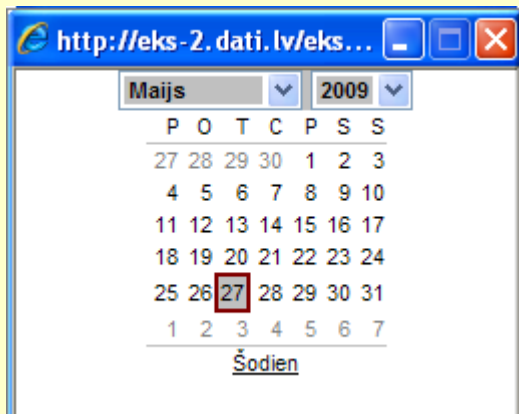 http://eks-2.dati.lv/eks...
Maijs 2009
P O T C P S S
27 28 29 30 1 2 3
4 5 6 7 8 9 10
11 12 13 14 15 16 17
18 19 20 21 22 23 24
25 26 27 28 29 30 31
1 2 3 4 5 6 7
Šodien